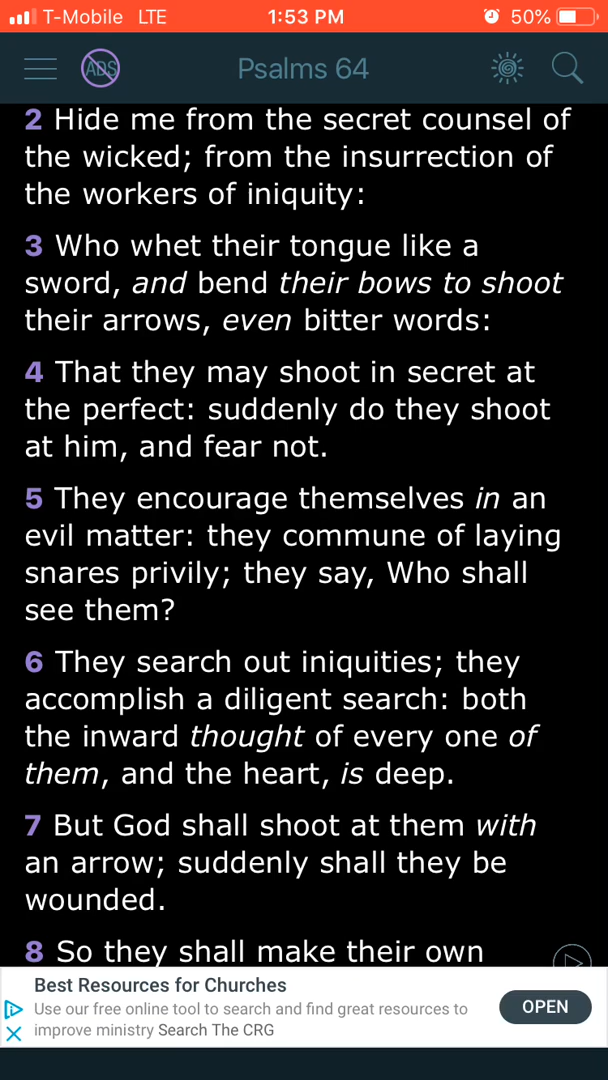 T-Mobile LTE 1:53 PM 50%
ADS Psalms 64
2 Hide me from the secret counsel of
the wicked; from the insurrection of
the workers of iniquity:
3 Who whet their tongue like a
sword, and bend their bows to shoot
their arrows, even bitter words:
4 That they may shoot in secret at
the perfect: suddenly do they shoot
at him, and fear not.
5 They encourage themselves in an
evil matter: they commune of laying
snares privily; they say, Who shall
see them?
6 They search out iniquities; they
accomplish a diligent search: both
the inward thought of every one of
them, and the heart, is deep.
7 But God shall shoot at them with
an arrow; suddenly shall they be
wounded.
8 So they shall make their own
Best Resources for Churches
Use our free online tool to search and find great resources to
improve ministry Search The CRG
OPEN